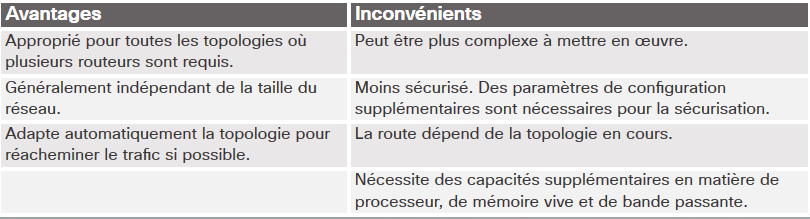 Avantages
Inconvénients
Approprié pour toutes les topologies où
plusieurs routeurs sont requis.
Peut être plus complexe à mettre en œuvre.
Généralement indépendant de la taille du
réseau.
Moins sécurisé. Des paramètres de configuration
supplémentaires sont nécessaires pour la sécurisation.
Adapte automatiquement la topologie pour
réacheminer le trafic si possible.
La route dépend de la topologie en cours.
Nécessite des capacités supplémentaires en matière de
processeur, de mémoire vive et de bande passante.